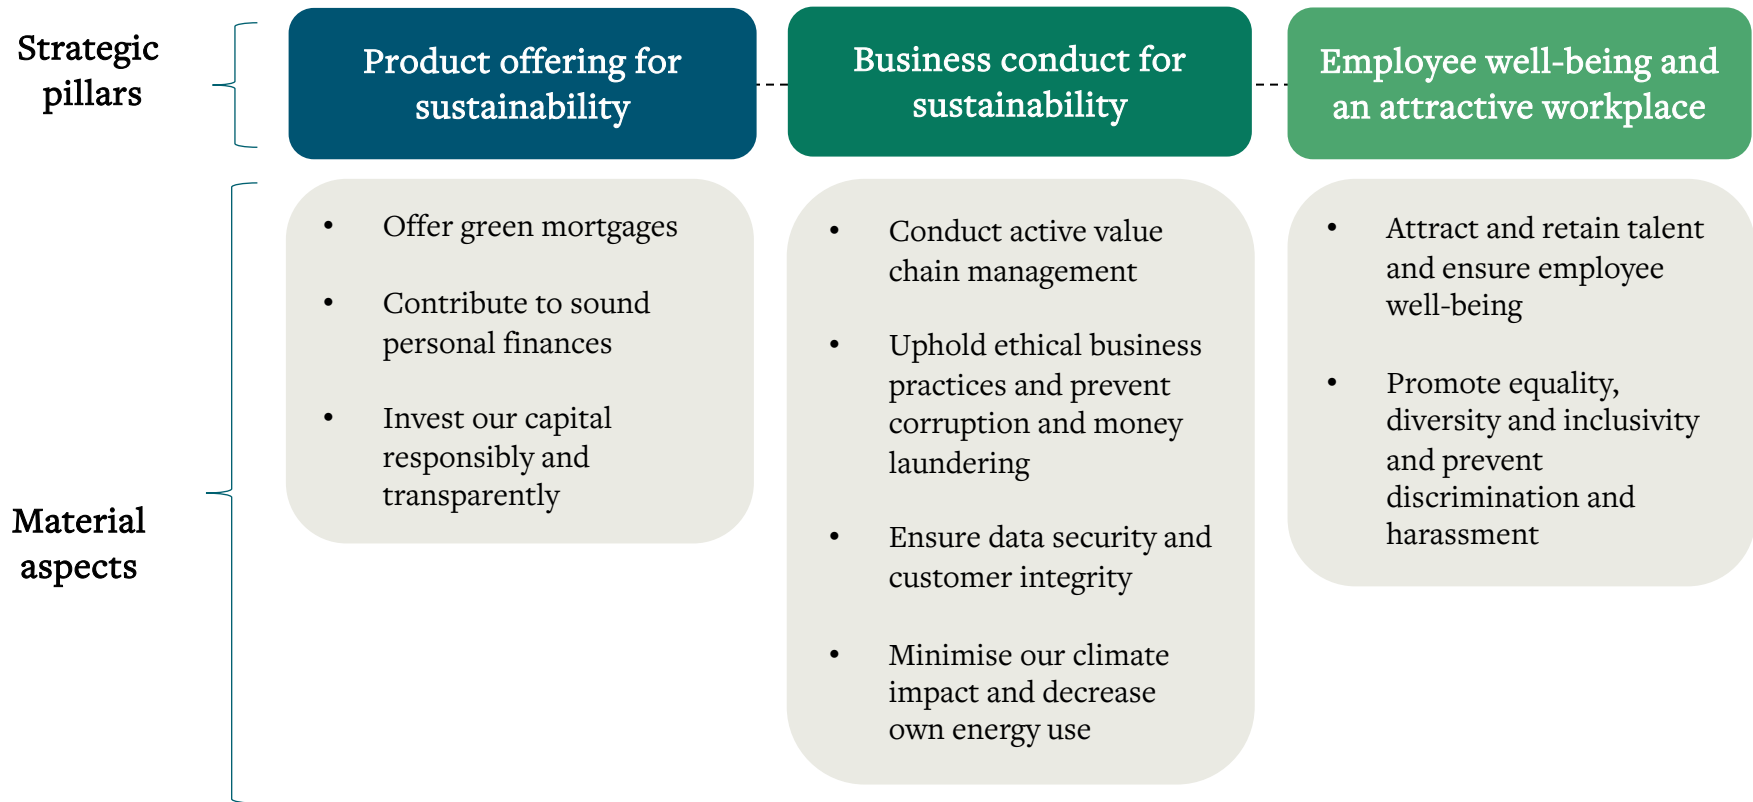 Strategic
pillars
Product offering for
sustainability
Business conduct for
sustainability
Employee well-being and
an attractive workplace
Material
aspects
• Offer green mortgages
• Contribute to sound
personal finances
• Invest our capital
responsibly and
transparently
• Conduct active value
chain management
• Uphold ethical business
practices and prevent
corruption and money
laundering
• Ensure data security and
customer integrity
• Minimise our climate
impact and decrease
own energy use
• Attract and retain talent
and ensure employee
well-being
• Promote equality,
diversity and inclusivity
and prevent
discrimination and
harassment